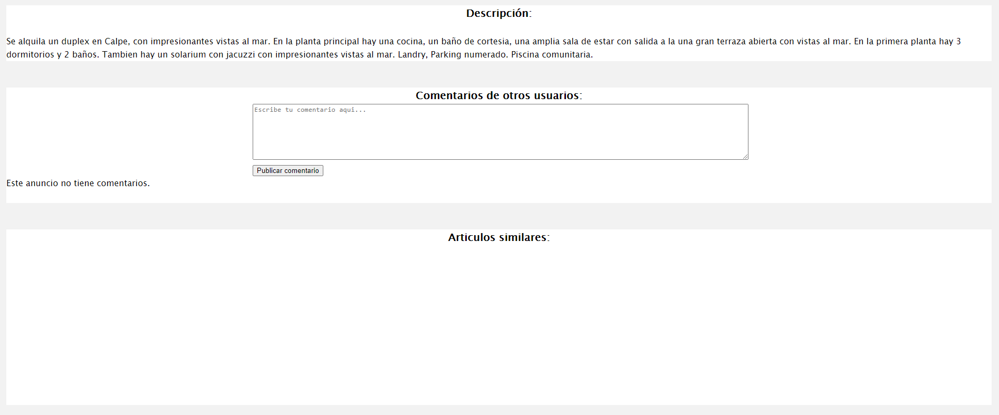 Descripción:
Se alquila un duplex en Calpe, con impresionantes vistas al mar. En la planta principal hay una cocina, un baño de cortesia, una amplia sala de estar con salida a la una gran terraza abierta con vistas al mar. En la primera planta hay 3
dormitorios y 2 baños. Tambien hay un solarium con jacuzzi con impresionantes vistas al mar. Landry, Parking numerado. Piscina comunitaria.
Comentarios de otros usuarios:
Escribe tu comentario aqui...
Publicar comentario
Este anuncio no tiene comentarios.
Articulos similares: